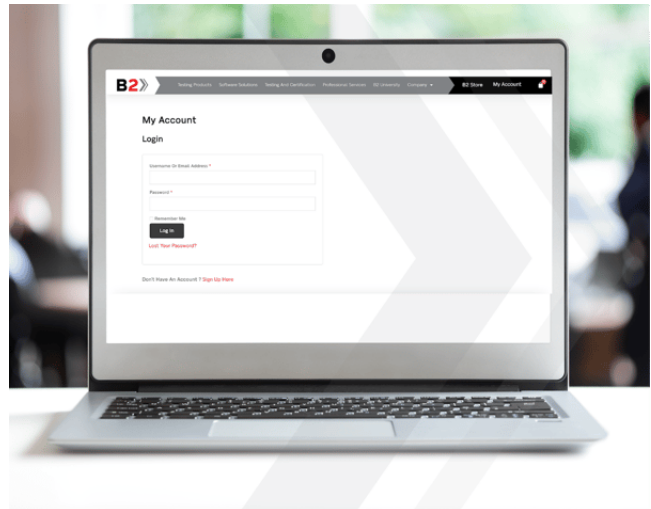 B2
Testing Products Software Solutions Testing And Certification Professional Services B2 University Company B2 Store My Account
My Account
Login
Username Or Email Address *
Password *
Remember Me
Log In
Lost Your Password?
Don't Have An Account ? Sign Up Here